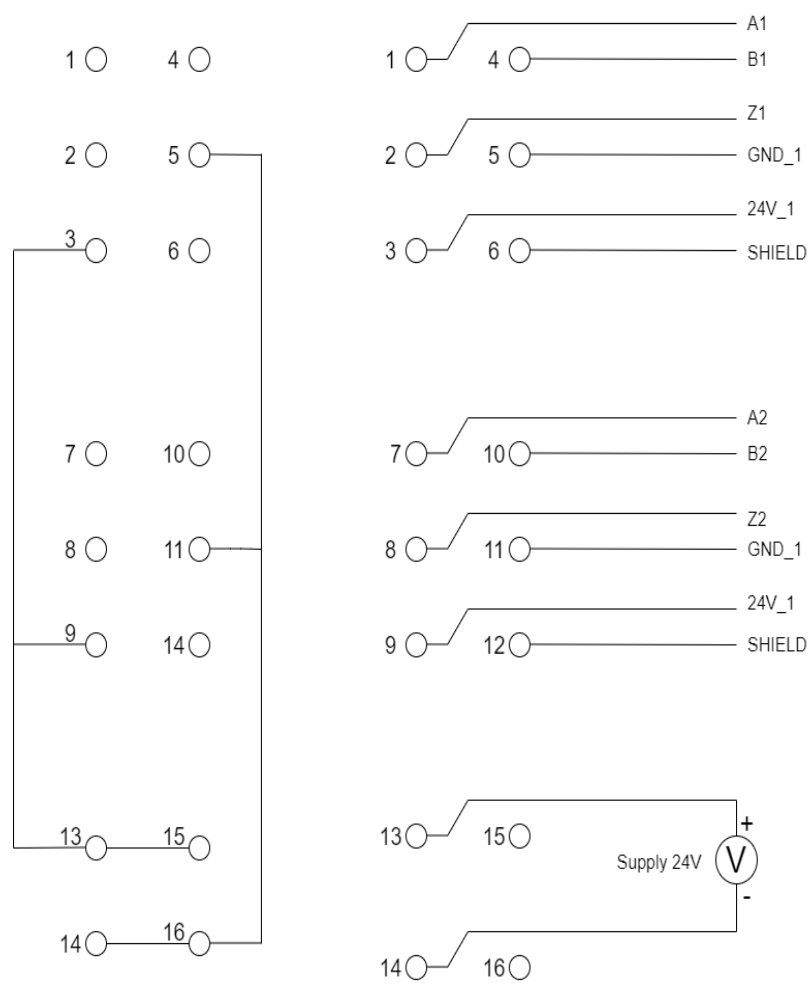 A1
1 4 1 4 B1
Z1
2 5 2 5 GND_1
24V_1
3 6 3 6 SHIELD
A2
7 10 7 10 B2
Z2
8 11 8 11 GND_1
24V_1
9 14 9 12 SHIELD
13 15 13 15 +
Supply 24V V
-
14 16 14 16